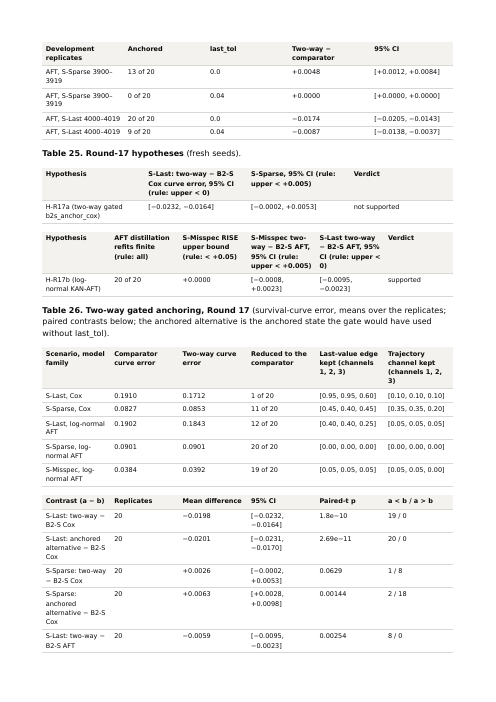 Development replicates | Anchored | last_tol | Two-way − comparator | 95% CI
AFT, S-Sparse 3900–3919 | 13 of 20 | 0.0 | +0.0048 | [+0.0012, +0.0084]
AFT, S-Sparse 3900–3919 | 0 of 20 | 0.04 | +0.0000 | [+0.0000, +0.0000]
AFT, S-Last 4000–4019 | 20 of 20 | 0.0 | −0.0174 | [−0.0205, −0.0143]
AFT, S-Last 4000–4019 | 9 of 20 | 0.04 | −0.0087 | [−0.0138, −0.0037]
Table 25. Round-17 hypotheses (fresh seeds).
Hypothesis | S-Last: two-way − B2-S Cox curve error, 95% CI (rule: upper < 0) | S-Sparse, 95% CI (rule: upper < +0.005) | Verdict
H-R17a (two-way gated b2s_anchor_cox) | [−0.0232, −0.0164] | [−0.0002, +0.0053] | not supported
Hypothesis | AFT distillation refits finite (rule: all) | S-Misspec RISE upper bound (rule: < +0.05) | S-Misspec two-way − B2-S AFT, 95% CI (rule: upper < +0.005) | S-Last two-way − B2-S AFT, 95% CI (rule: upper < 0) | Verdict
H-R17b (log-normal KAN-AFT) | 20 of 20 | +0.0000 | [−0.0008, +0.0023] | [−0.0095, −0.0023] | supported
Table 26. Two-way gated anchoring, Round 17 (survival-curve error, means over the replicates;
paired contrasts below; the anchored alternative is the anchored state the gate would have used
without last_tol).
Scenario, model family | Comparator curve error | Two-way curve error | Reduced to the comparator | Last-value edge kept (channels 1, 2, 3) | Trajectory channel kept (channels 1, 2, 3)
S-Last, Cox | 0.1910 | 0.1712 | 1 of 20 | [0.95, 0.95, 0.60] | [0.10, 0.10, 0.10]
S-Sparse, Cox | 0.0827 | 0.0853 | 11 of 20 | [0.45, 0.40, 0.45] | [0.35, 0.35, 0.20]
S-Last, log-normal AFT | 0.1902 | 0.1843 | 12 of 20 | [0.40, 0.40, 0.25] | [0.05, 0.05, 0.05]
S-Sparse, log-normal AFT | 0.0901 | 0.0901 | 20 of 20 | [0.00, 0.00, 0.00] | [0.00, 0.00, 0.00]
S-Misspec, log-normal AFT | 0.0384 | 0.0392 | 19 of 20 | [0.05, 0.05, 0.05] | [0.05, 0.05, 0.00]
Contrast (a − b) | Replicates | Mean difference | 95% CI | Paired-t p | a < b / a > b
S-Last: two-way − B2-S Cox | 20 | −0.0198 | [−0.0232, −0.0164] | 1.8e−10 | 19 / 0
S-Last: anchored alternative − B2-S Cox | 20 | −0.0201 | [−0.0231, −0.0170] | 2.69e−11 | 20 / 0
S-Sparse: two-way − B2-S Cox | 20 | +0.0026 | [−0.0002, +0.0053] | 0.0629 | 1 / 8
S-Sparse: anchored alternative − B2-S Cox | 20 | +0.0063 | [+0.0028, +0.0098] | 0.00144 | 2 / 18
S-Last: two-way − B2-S AFT | 20 | −0.0059 | [−0.0095, −0.0023] | 0.00254 | 8 / 0